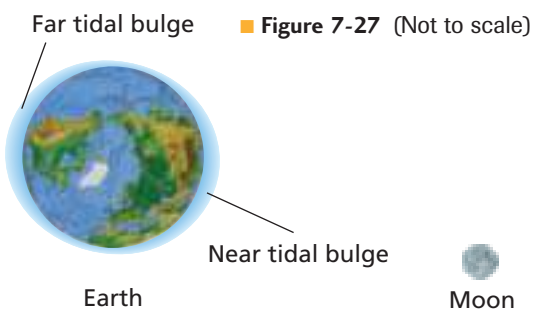 Far tidal bulge
■ Figure 7-27 (Not to scale)
Near tidal bulge
Earth
Moon